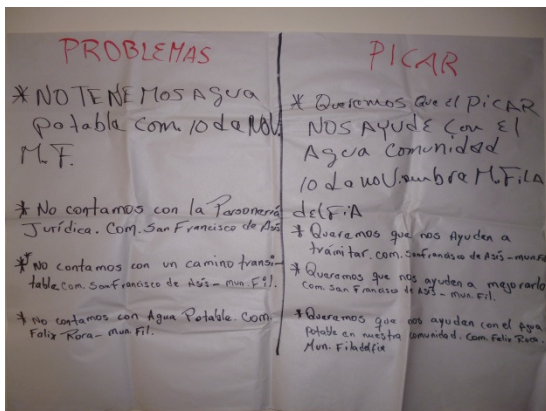 PROBLEMAS
* NO TENEMOS AGUA
Potable Com. 10 de NOV.
M.F.
* No contamos con la Personería
Jurídica. Com. San Francisco de Asís
* No contamos con un camino transi-
table Com. San Francisco de Asís - mun. Fil.
* No contamos con Agua Potable. Com.
Felix Rora - Mun. Fil.
PICAR
* Queremos que el PICAR
NOS AYUDE Con El
Agua Comunidad
10 de noviembre M. FiLA
delFiA
* Queremos que nos Ayuden a
trámitar. com. San francisco de Asís - mun. Fil
* Queremos que nos ayuden a mejorarlo
Com. San Francisco de Asís - mun. Fil.
* Queremos que nos ayuden con el Agua
potable en nuestra comunidad. Com. Felix Roca.
Mun. Filadelfia